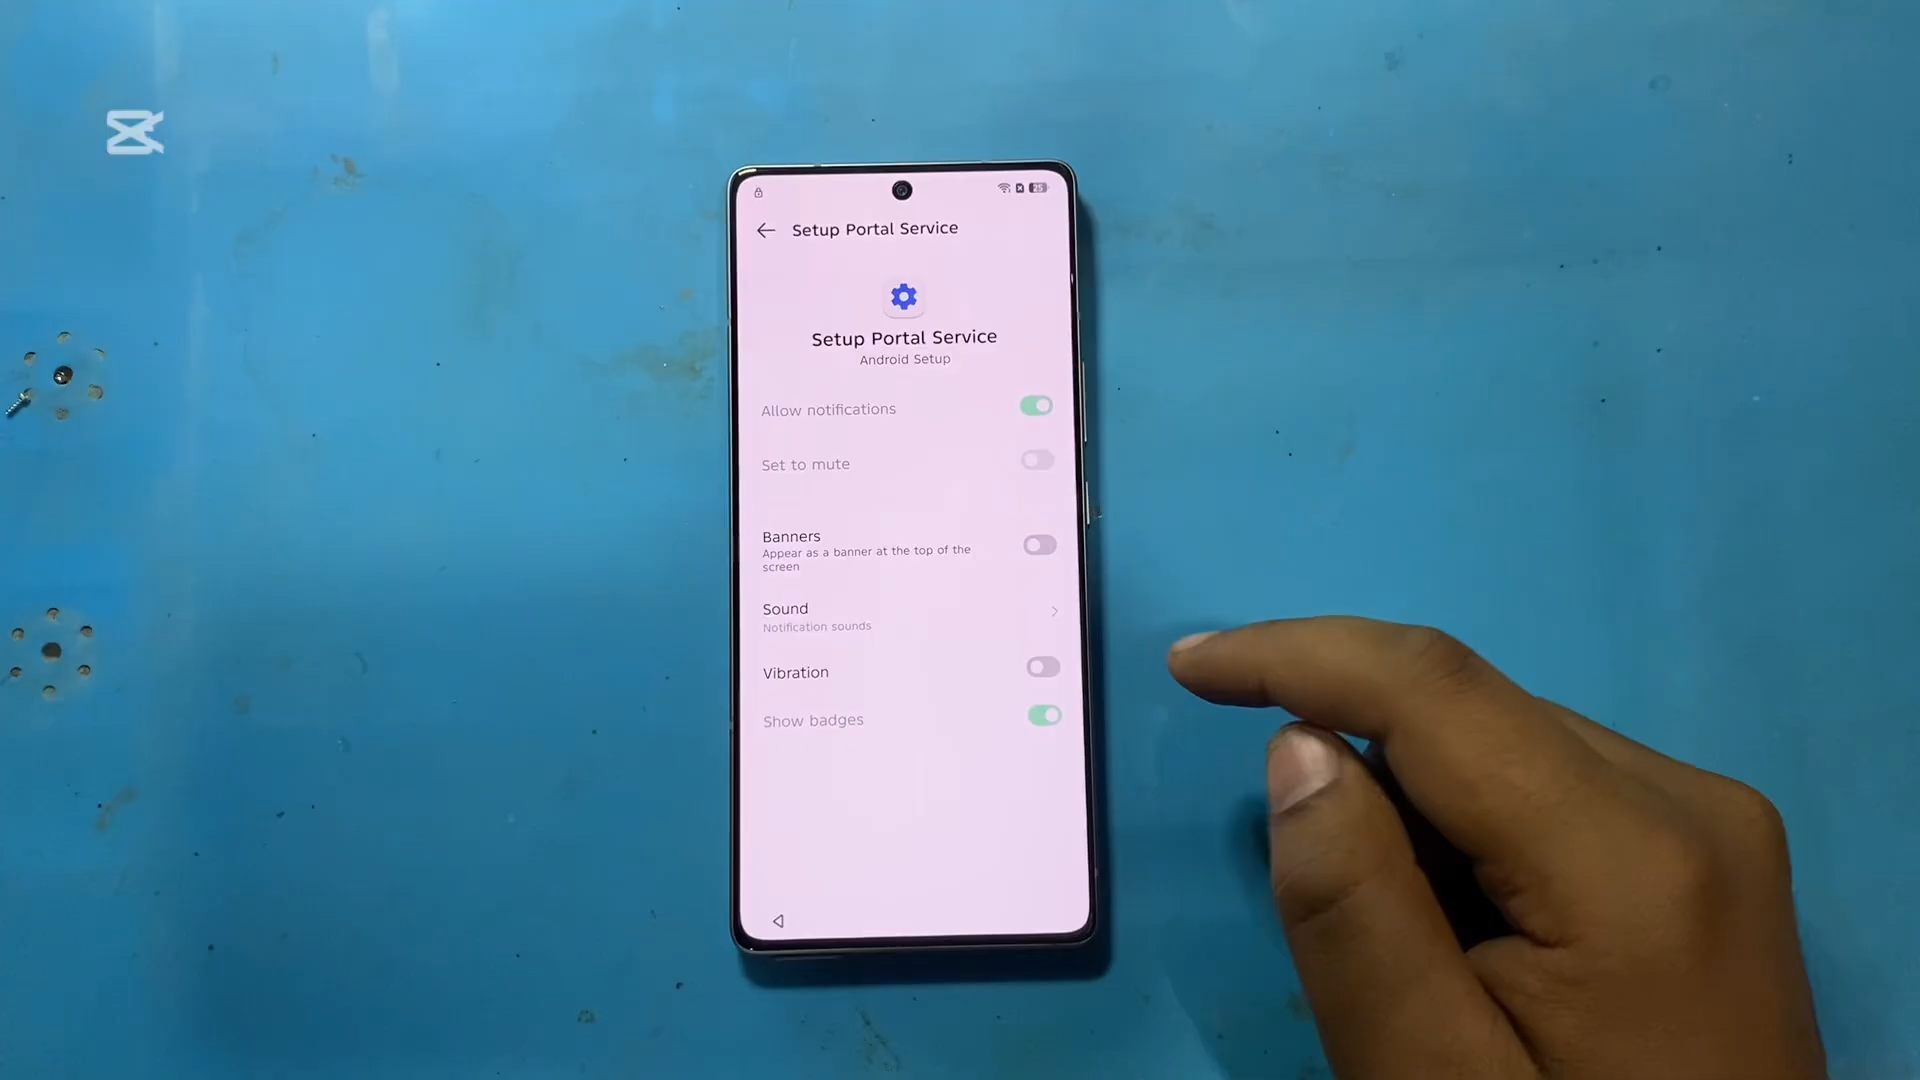 25
Setup Portal Service
Setup Portal Service
Android Setup
Allow notifications
Set to mute
Banners
Appear as a banner at the top of the
screen
Sound
Notification sounds
Vibration
Show badges